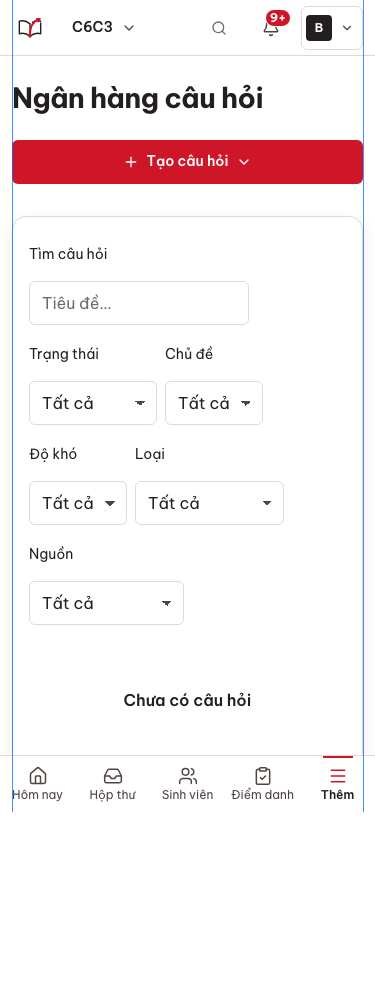 C6C3
9+
B
Ngân hàng câu hỏi
Tạo câu hỏi
Tìm câu hỏi
Tiêu đề...
Trạng thái
Chủ đề
Tất cả
Tất cả
Độ khó
Loại
Tất cả
Tất cả
Nguồn
Tất cả
Chưa có câu hỏi
Hôm nay
Hộp thư
Sinh viên
Điểm danh
Thêm